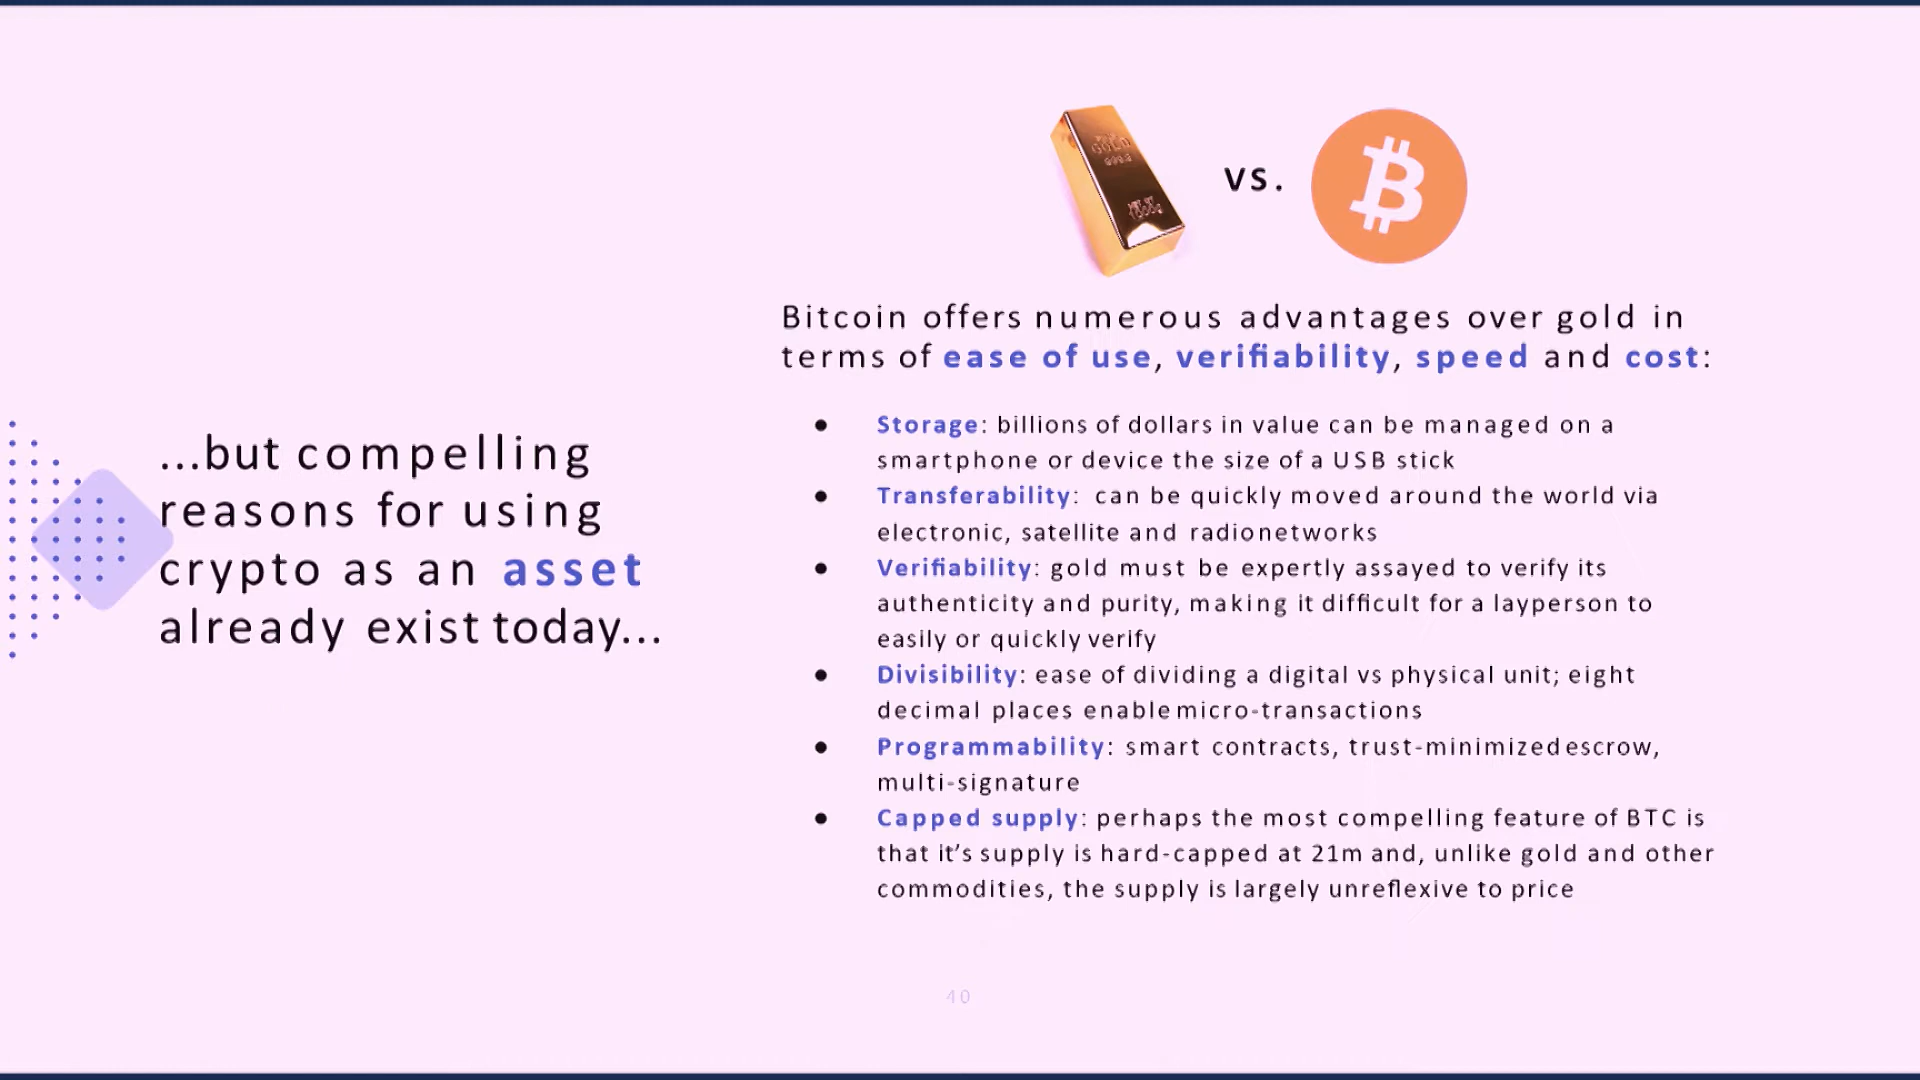 VS.
Bitcoin offers numerous advantages over gold in
terms of ease of use, verifiability, speed and cost:
...but compelling
reasons for using
crypto as an asset
already exist today...
● Storage: billions of dollars in value can be managed on a
smartphone or device the size of a USB stick
● Transferability: can be quickly moved around the world via
electronic, satellite and radio networks
● Verifiability: gold must be expertly assayed to verify its
authenticity and purity, making it difficult for a layperson to
easily or quickly verify
● Divisibility: ease of dividing a digital vs physical unit; eight
decimal places enable micro-transactions
● Programmability: smart contracts, trust-minimized escrow,
multi-signature
● Capped supply: perhaps the most compelling feature of BTC is
that it’s supply is hard-capped at 21m and, unlike gold and other
commodities, the supply is largely unreflexive to price
40